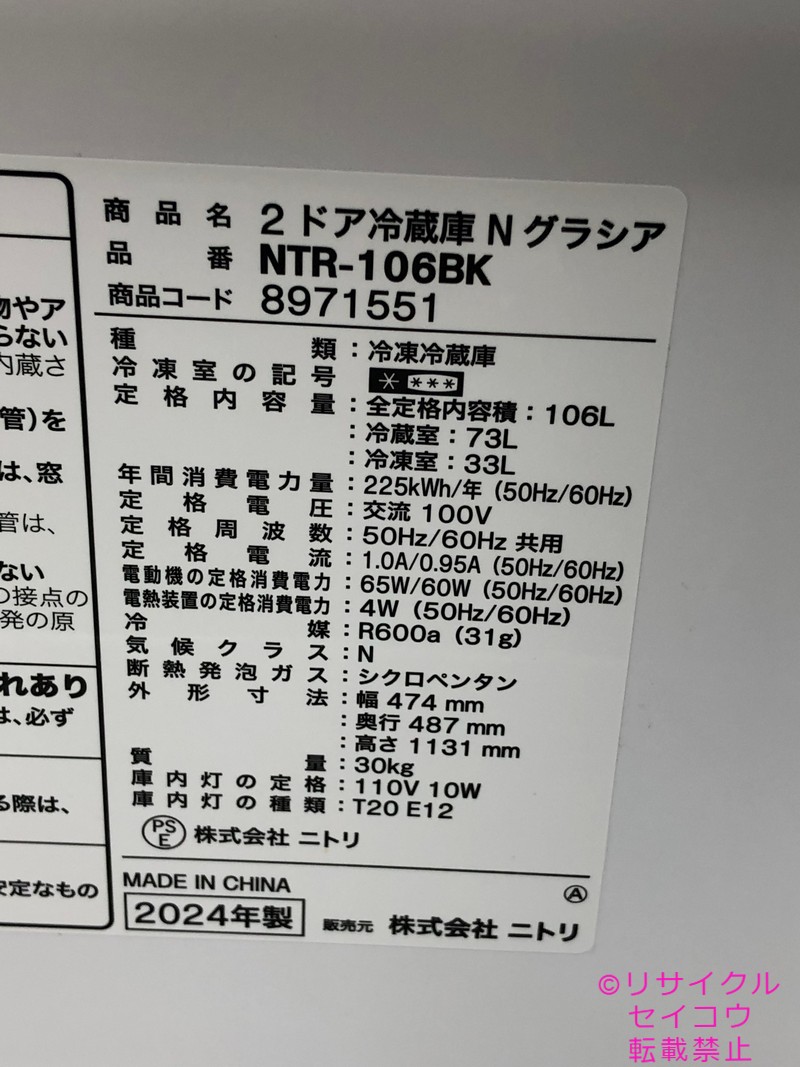 物やア
らない
内蔵さ
管)を
は、窓
管は、
ない
の接点の
発の原
れあり
は、必ず
る際は、
安定なもの
商品名 2ドア冷蔵庫 N グラシア
品番 NTR-106BK
商品コード 8971551
種類:冷凍冷蔵庫
冷凍室の記号 * ***
定格内容量:全定格内容積:106L
:冷蔵室:73L
:冷凍室:33L
年間消費電力量:225kWh/年 (50Hz/60Hz)
定格電圧:交流 100V
定格周波数:50Hz/60Hz 共用
定格電流:1.0A/0.95A (50Hz/60Hz)
電動機の定格消費電力:65W/60W (50Hz/60Hz)
電熱装置の定格消費電力:4W (50Hz/60Hz)
冷媒:R600a (31g)
気候クラス:N
断熱発泡ガス:シクロペンタン
外形寸法:幅 474 mm
:奥行 487 mm
:高さ 1131 mm
質量:30kg
庫内灯の定格:110V 10W
庫内灯の種類:T20 E12
PSE 株式会社 ニトリ
MADE IN CHINA Ⓐ
2024年製 販売元 株式会社 ニトリ
©リサイクル
セイコウ
転載禁止